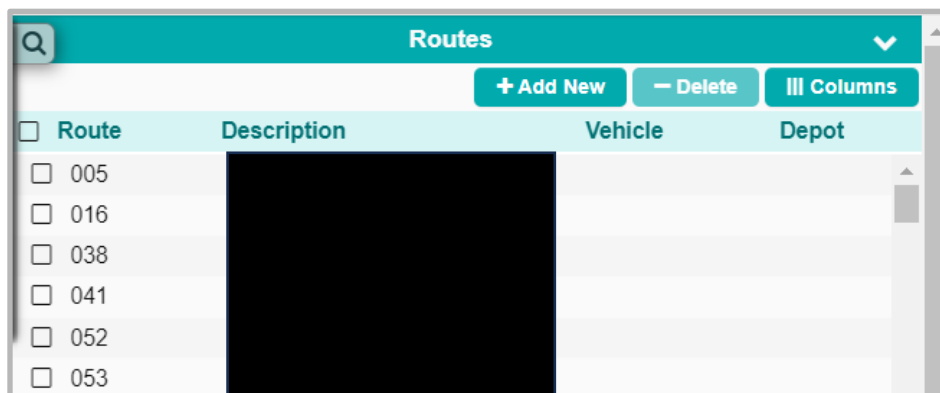 Routes
+ Add New − Delete Columns
Route Description Vehicle Depot
005
016
038
041
052
053